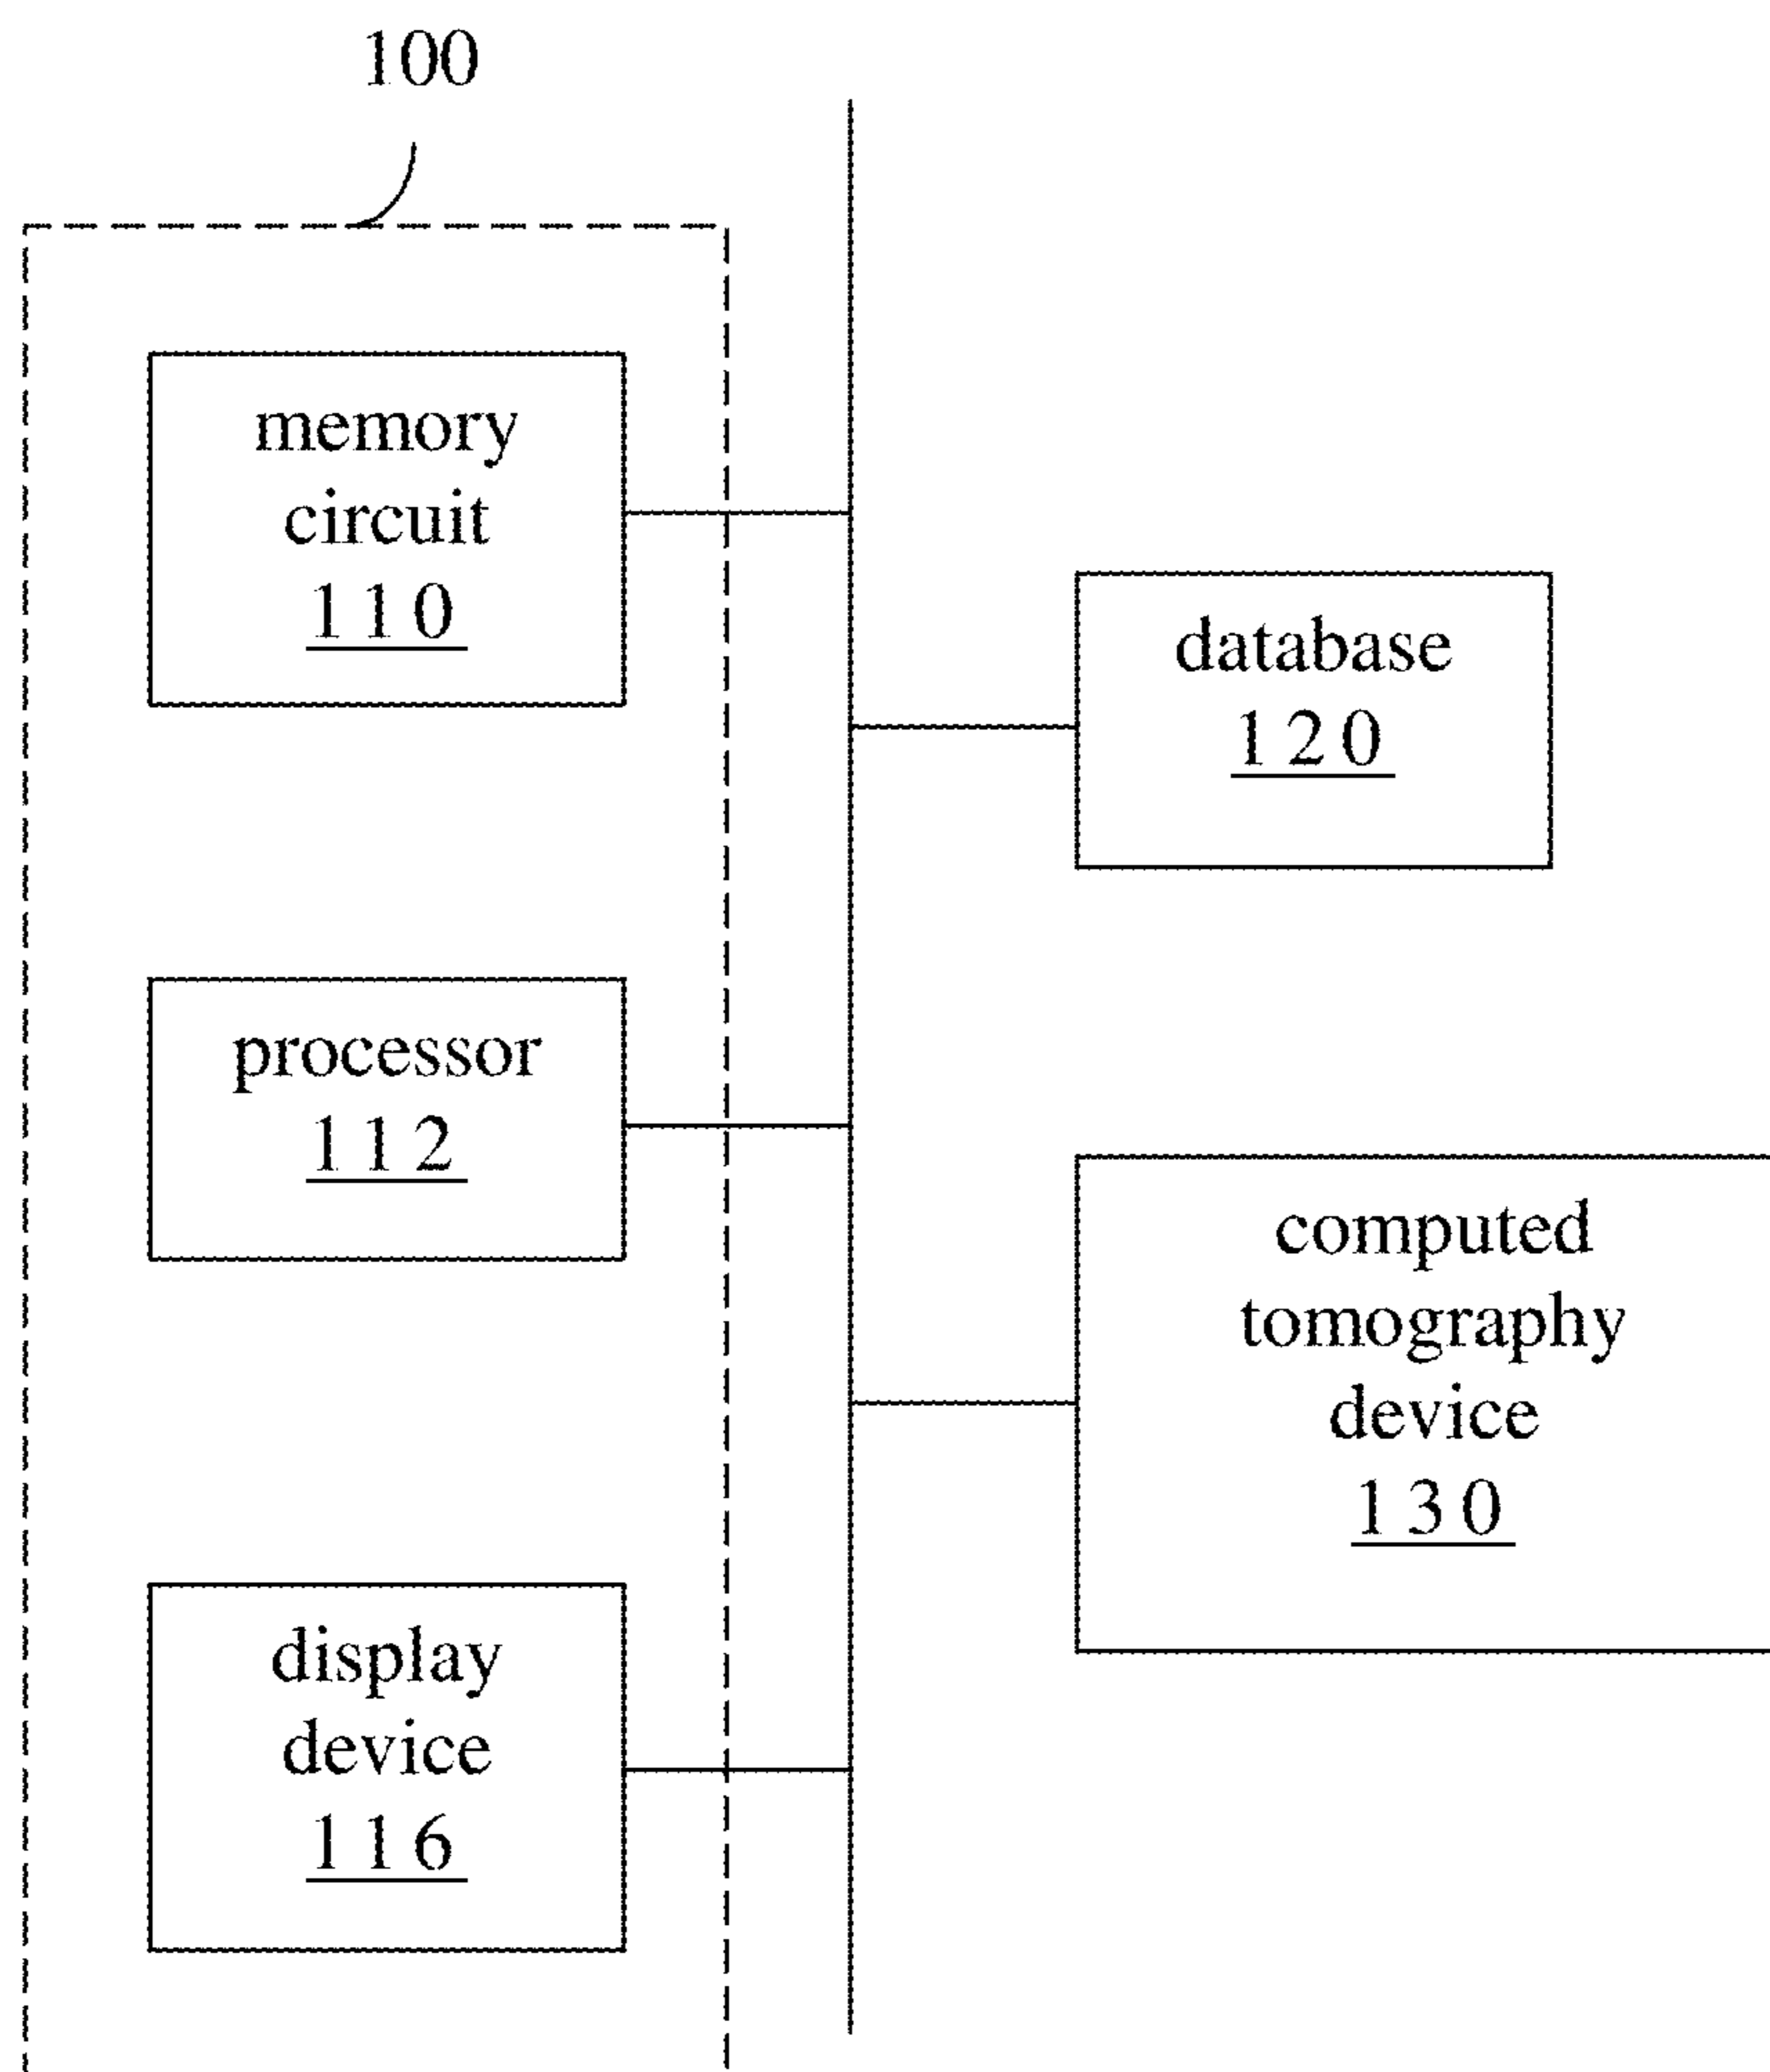 100
memory
circuit
110
database
120
processor
112
computed
tomography
device
130
display
device
116